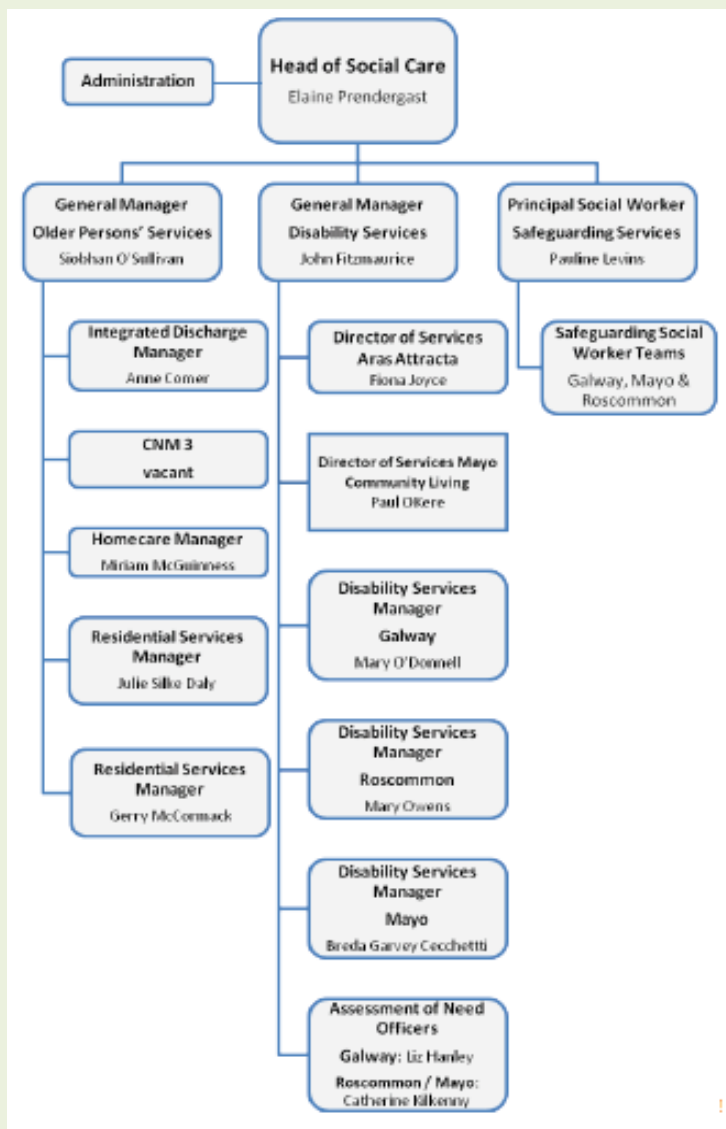 Head of Social Care
Elaine Prendergast
Administration
General Manager
Older Persons' Services
Siobhan O'Sullivan
Integrated Discharge
Manager
Anne Comer
CNM 3
vacant
Homecare Manager
Miriam McGuinness
Residential Services
Manager
Julie Silke Daly
Residential Services
Manager
Gerry McCormack
General Manager
Disability Services
John Fitzmaurice
Director of Services
Aras Attracta
Fiona Joyce
Director of Services Mayo
Community Living
Paul OKere
Disability Services
Manager
Galway
Mary O'Donnell
Disability Services
Manager
Roscommon
Mary Owens
Disability Services
Manager
Mayo
Breda Garvey Cecchettti
Assessment of Need
Officers
Galway: Liz Hanley
Roscommon / Mayo:
Catherine Kilkenny
Principal Social Worker
Safeguarding Services
Pauline Levins
Safeguarding Social
Worker Teams
Galway, Mayo &
Roscommon